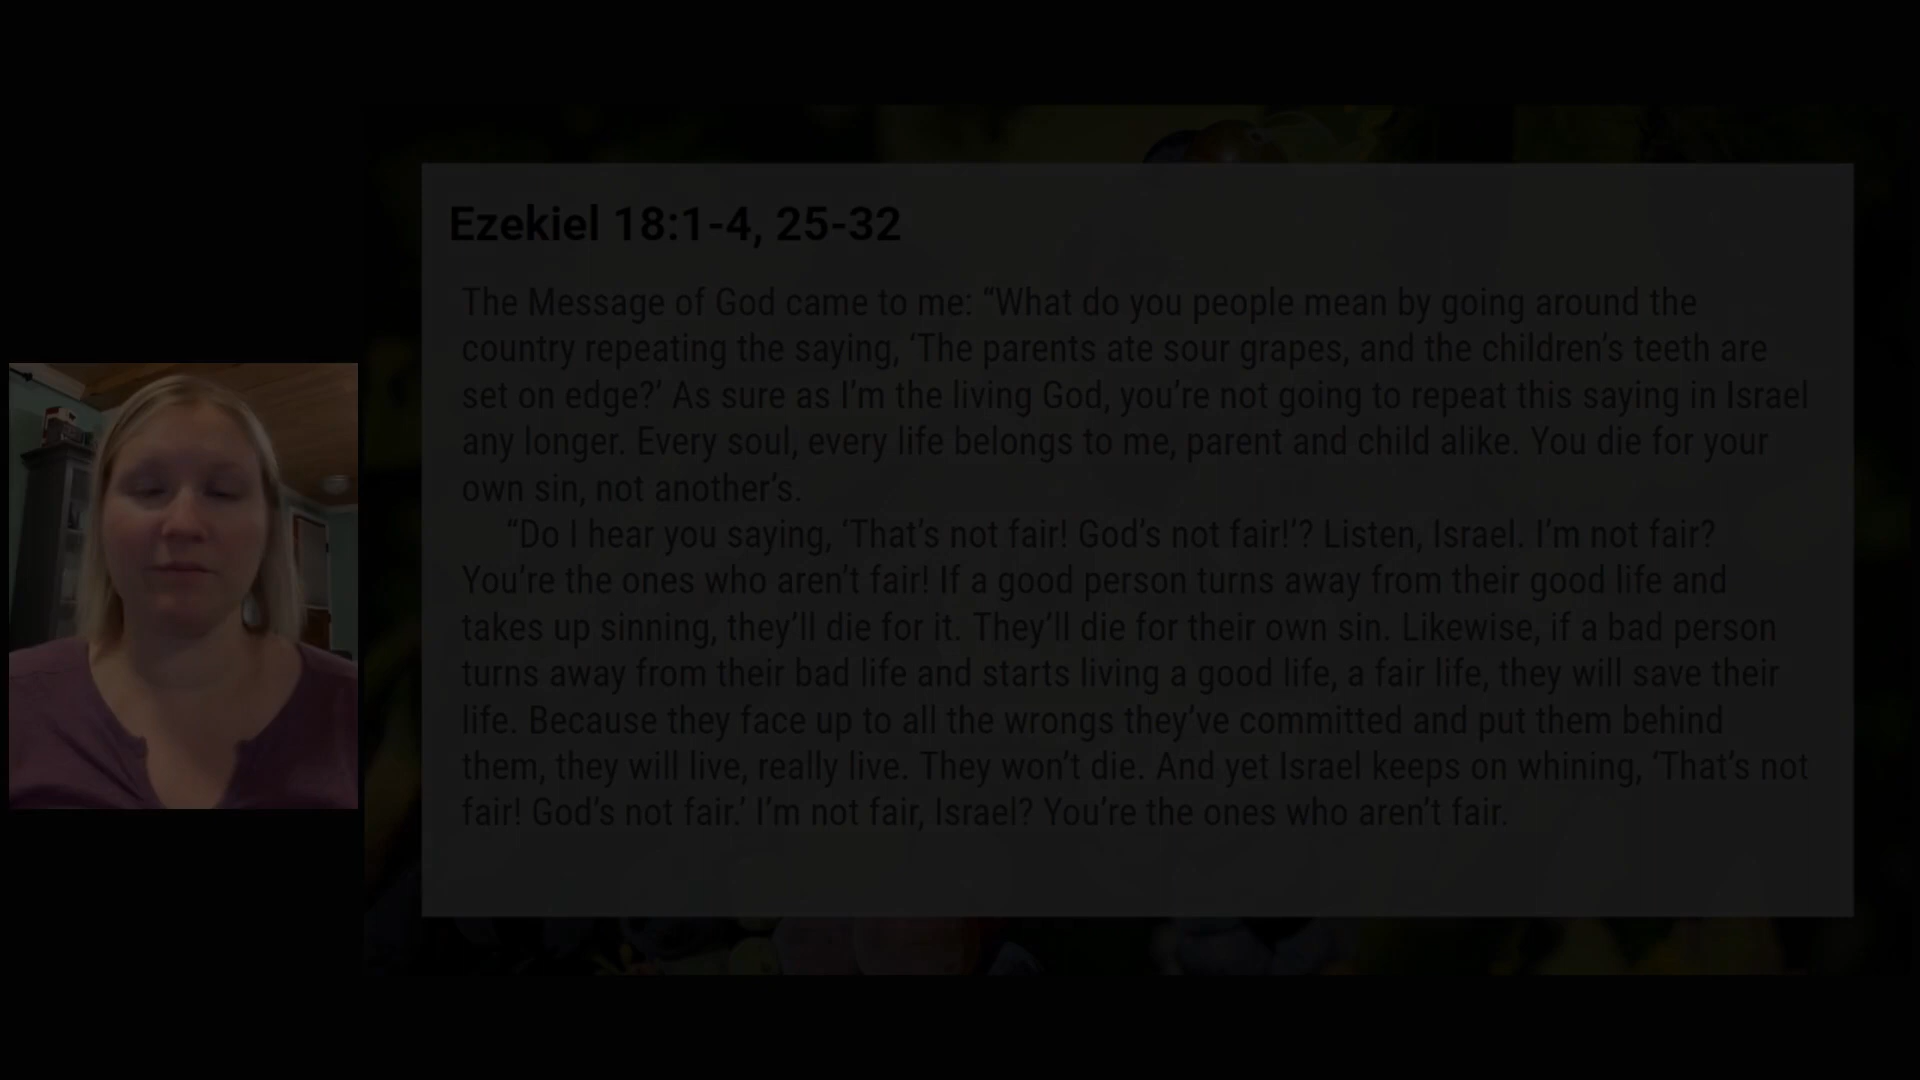 Ezekiel 18:1-4, 25-32
The Message of God came to me: “What do you people mean by going around the
country repeating the saying, ‘The parents ate sour grapes, and the children’s teeth are
set on edge?’ As sure as I’m the living God, you’re not going to repeat this saying in Israel
any longer. Every soul, every life belongs to me, parent and child alike. You die for your
own sin, not another’s.
“Do I hear you saying, ‘That’s not fair! God’s not fair!’? Listen, Israel. I’m not fair?
You’re the ones who aren’t fair! If a good person turns away from their good life and
takes up sinning, they’ll die for it. They’ll die for their own sin. Likewise, if a bad person
turns away from their bad life and starts living a good life, a fair life, they will save their
life. Because they face up to all the wrongs they’ve committed and put them behind
them, they will live, really live. They won’t die. And yet Israel keeps on whining, ‘That’s not
fair! God’s not fair.’ I’m not fair, Israel? You’re the ones who aren’t fair.